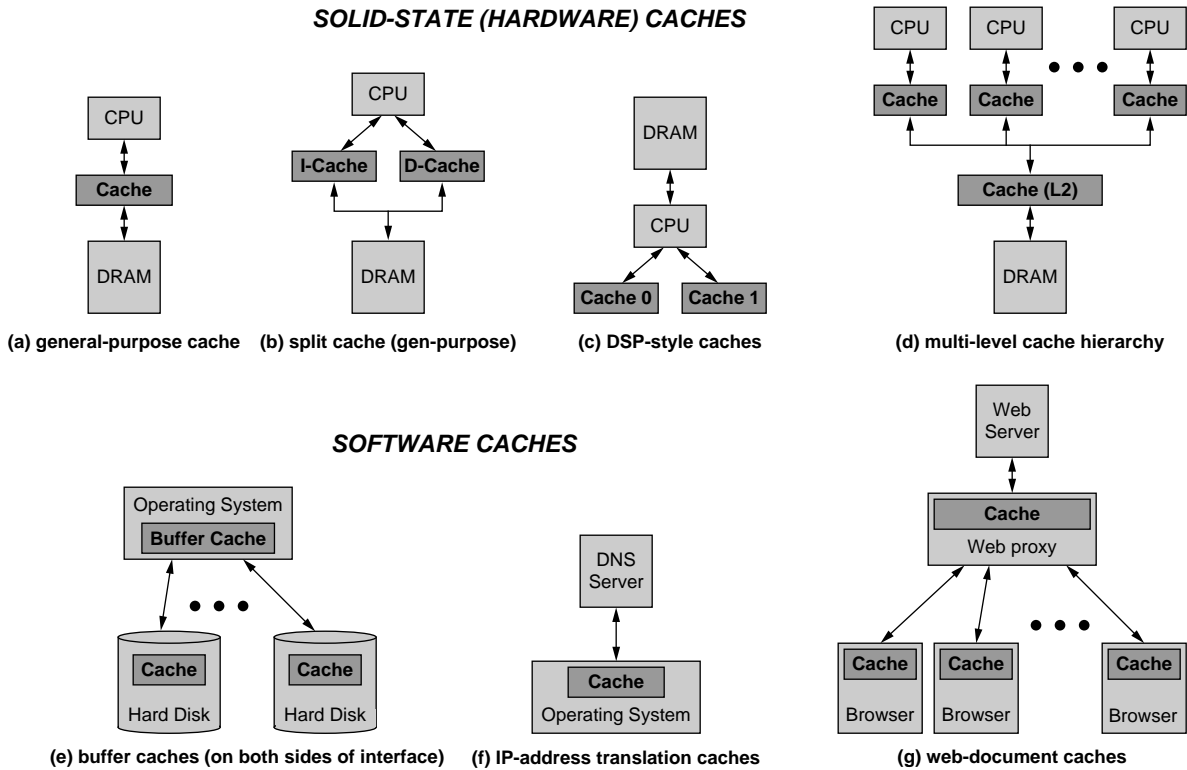 SOLID-STATE (HARDWARE) CACHES
CPU
Cache
DRAM
(a) general-purpose cache
CPU
I-Cache
D-Cache
DRAM
(b) split cache (gen-purpose)
DRAM
CPU
Cache 0
Cache 1
(c) DSP-style caches
CPU
CPU
CPU
Cache
Cache
Cache
Cache (L2)
DRAM
(d) multi-level cache hierarchy
SOFTWARE CACHES
Operating System
Buffer Cache
Cache
Hard Disk
Cache
Hard Disk
(e) buffer caches (on both sides of interface)
DNS
Server
Cache
Operating System
(f) IP-address translation caches
Web
Server
Cache
Web proxy
Cache
Browser
Cache
Browser
Cache
Browser
(g) web-document caches